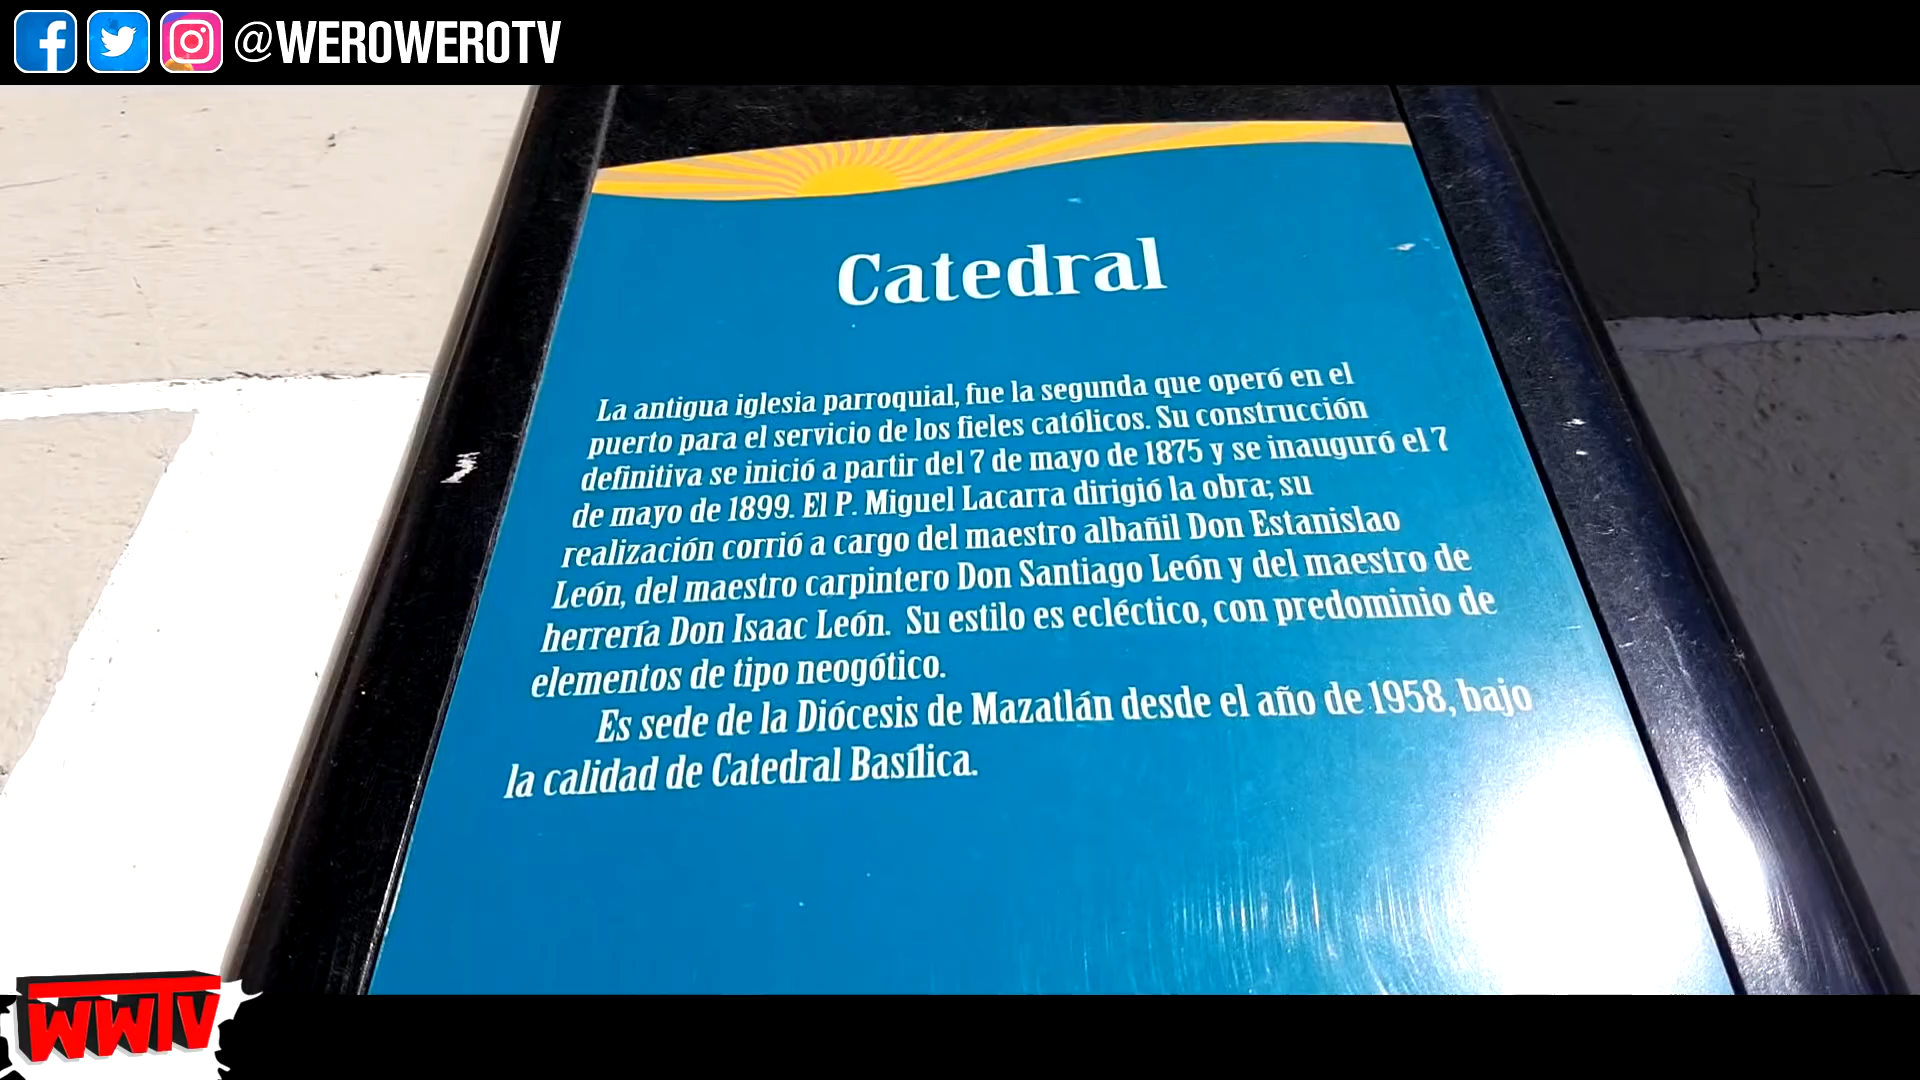 @WEROWEROTV
Catedral
La antigua iglesia parroquial, fue la segunda que operó en el
puerto para el servicio de los fieles católicos. Su construcción
definitiva se inició a partir del 7 de mayo de 1875 y se inauguró el 7
de mayo de 1899. El P. Miguel Lacarra dirigió la obra; su
realización corrió a cargo del maestro albañil Don Estanislao
León, del maestro carpintero Don Santiago León y del maestro de
herrería Don Isaac León. Su estilo es ecléctico, con predominio de
elementos de tipo neogótico.
Es sede de la Diócesis de Mazatlán desde el año de 1958, bajo
la calidad de Catedral Basílica.
WWTV